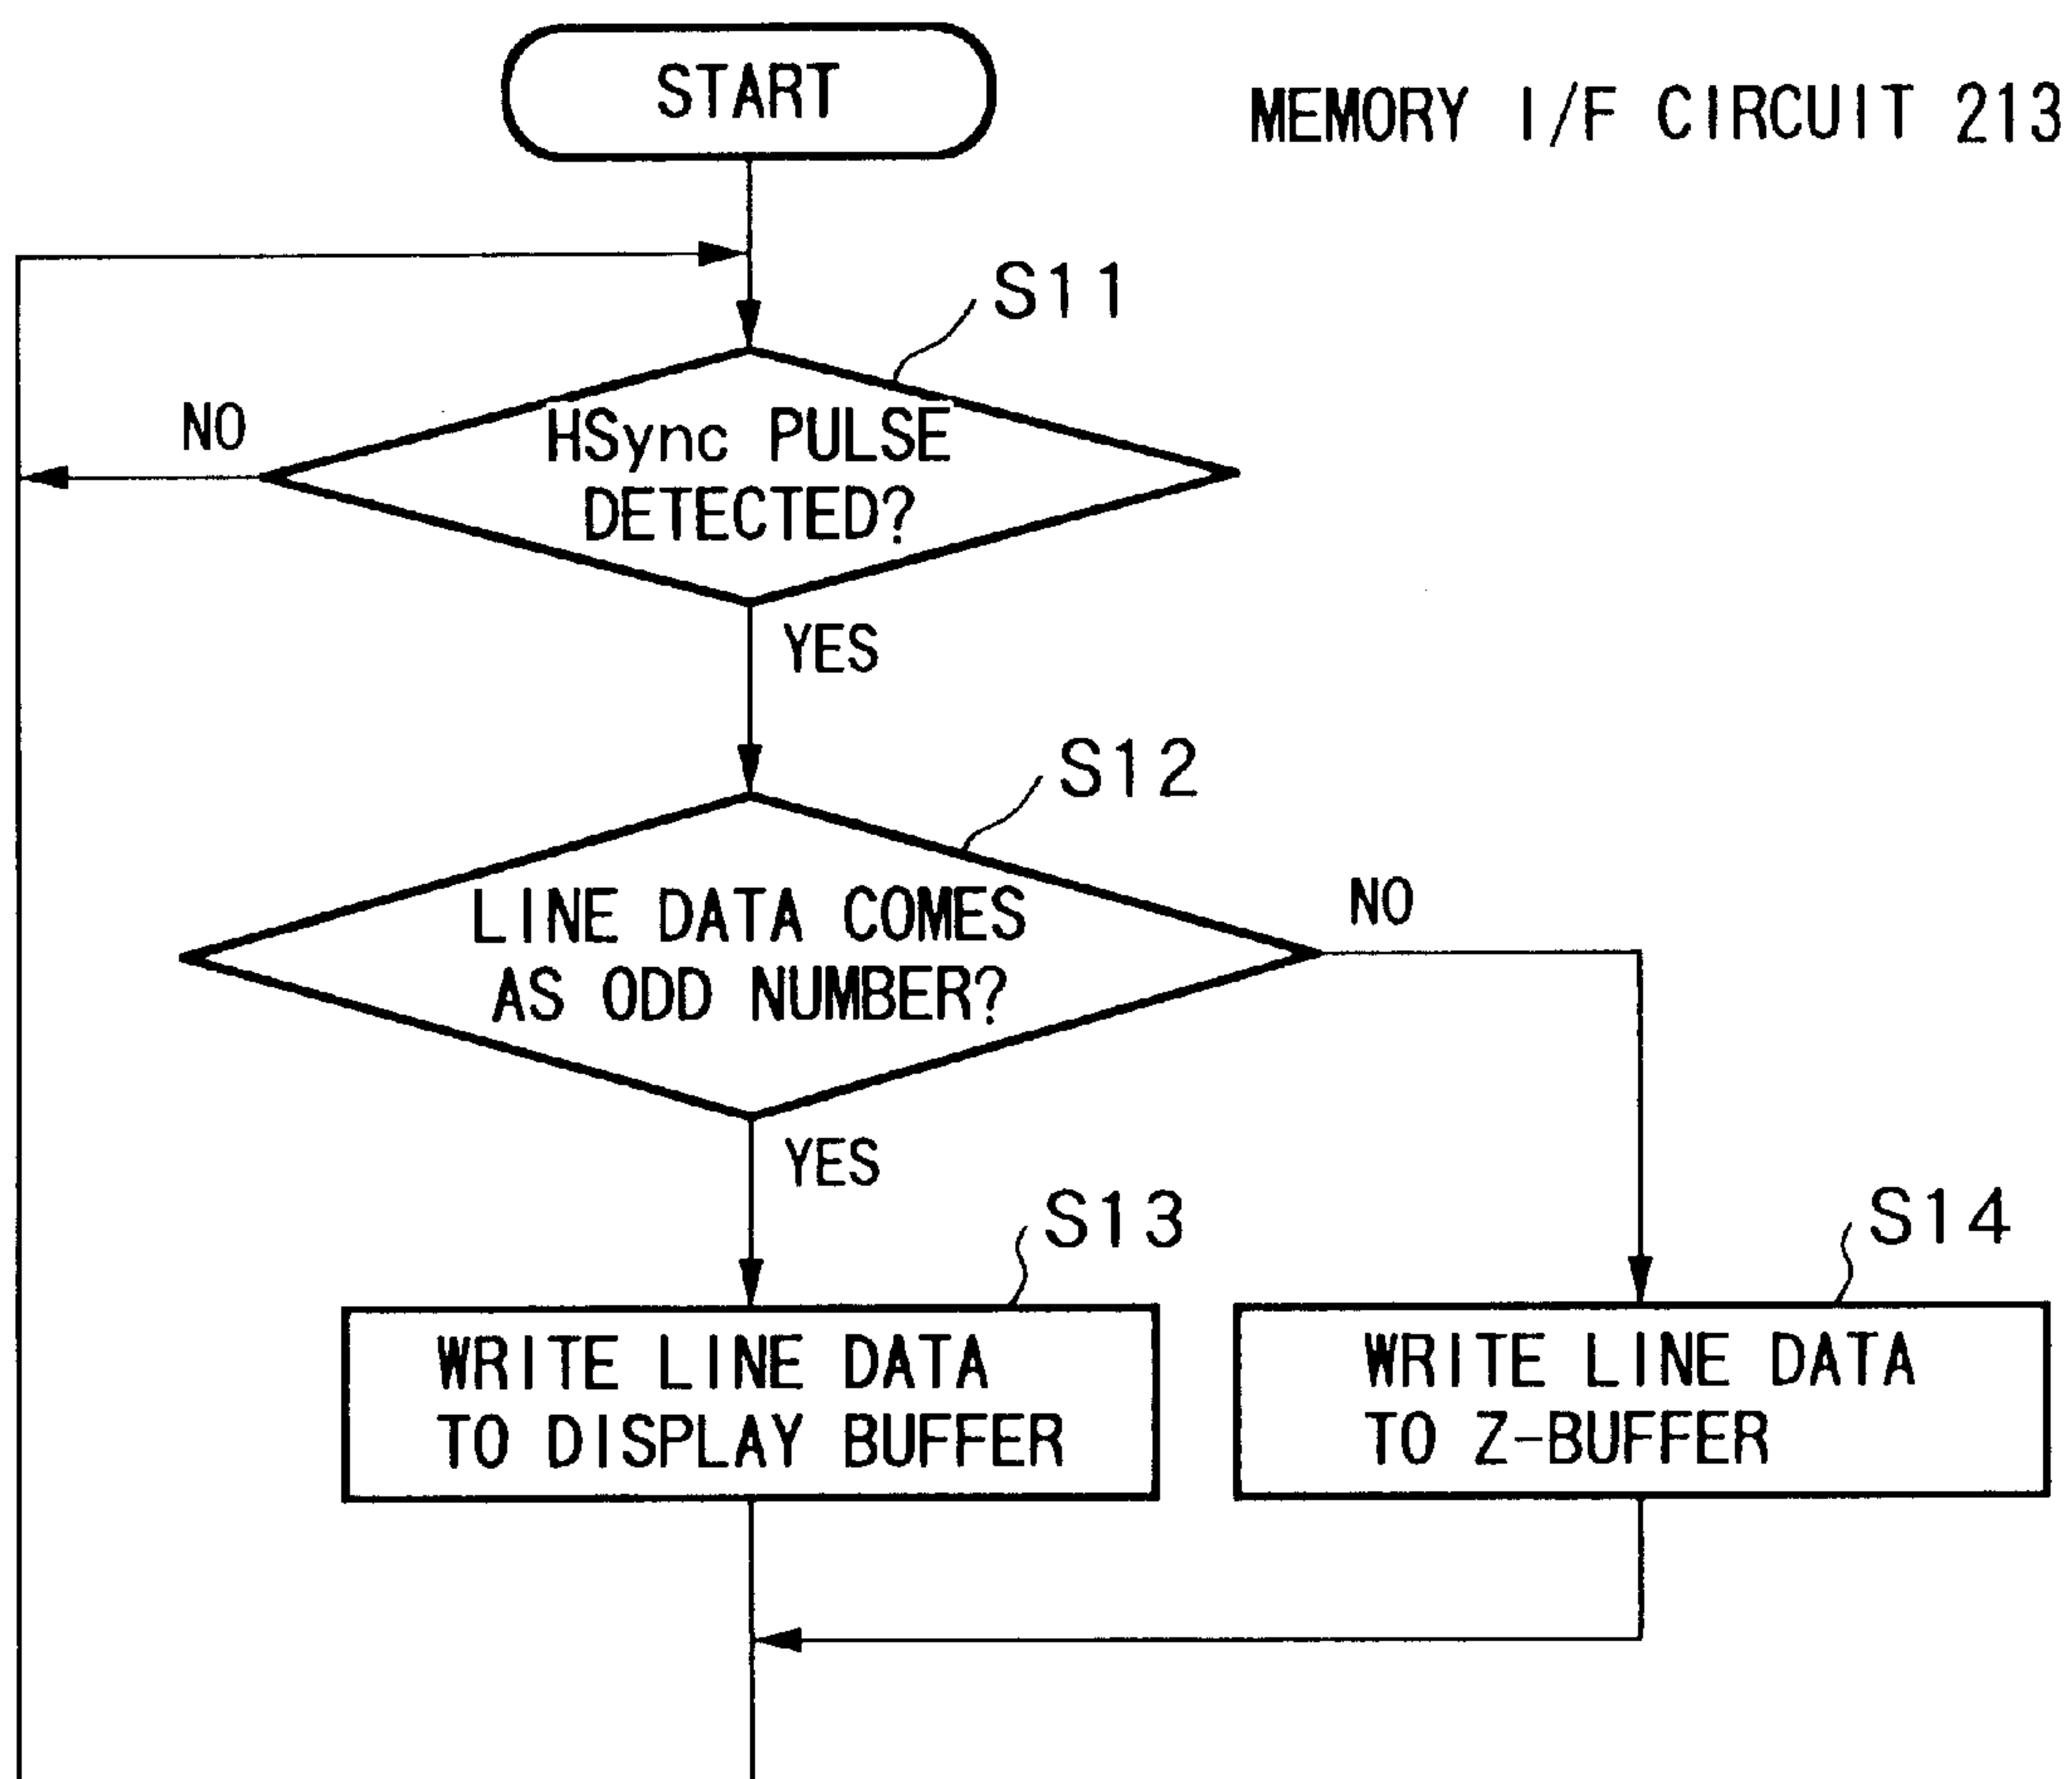 START
MEMORY I/F CIRCUIT 213
S11
NO
HSync PULSE
DETECTED?
YES
S12
LINE DATA COMES
AS ODD NUMBER?
NO
YES
S13
S14
WRITE LINE DATA
TO DISPLAY BUFFER
WRITE LINE DATA
TO Z-BUFFER